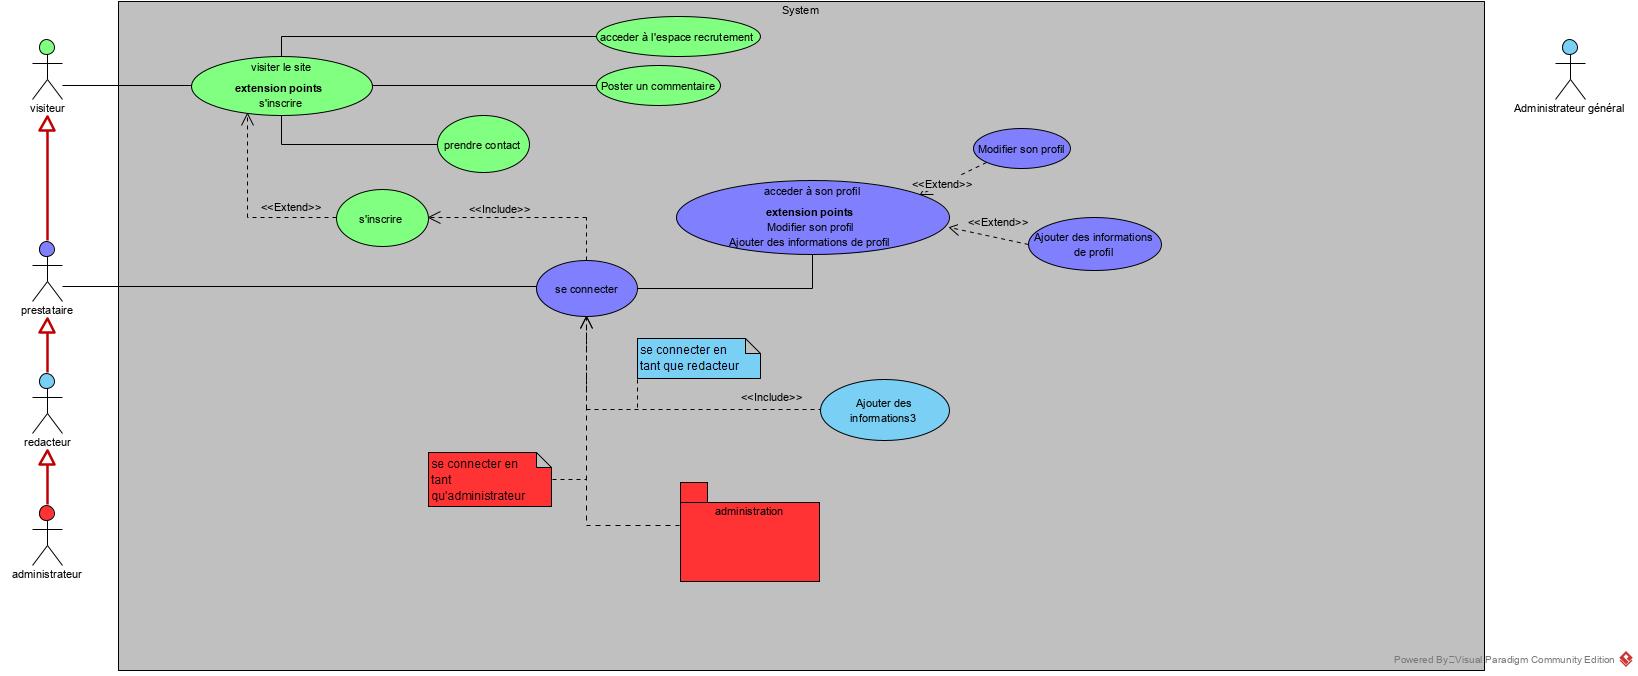 System
acceder à l'espace recrutement
visiter le site
extension points
s'inscrire
Poster un commentaire
visiteur
Administrateur général
prendre contact
Modifier son profil
<<Extend>>
acceder à son profil
extension points
Modifier son profil
Ajouter des informations de profil
<<Extend>>
s'inscrire
<<Include>>
<<Extend>>
Ajouter des informations
de profil
se connecter
prestataire
se connecter en
tant que redacteur
<<Include>>
Ajouter des
informations3
redacteur
se connecter en
tant
qu'administrateur
administration
administrateur
Powered By Visual Paradigm Community Edition